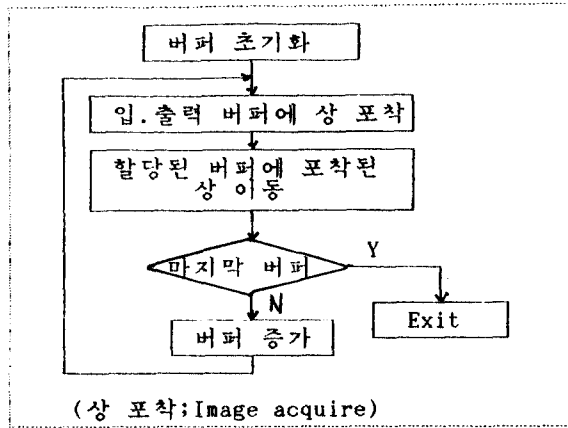 버퍼 초기화
입.출력 버퍼에 상 포착
할당된 버퍼에 포착된
상 이동
마지막 버퍼
Y
N
Exit
버퍼 증가
(상 포착;Image acquire)